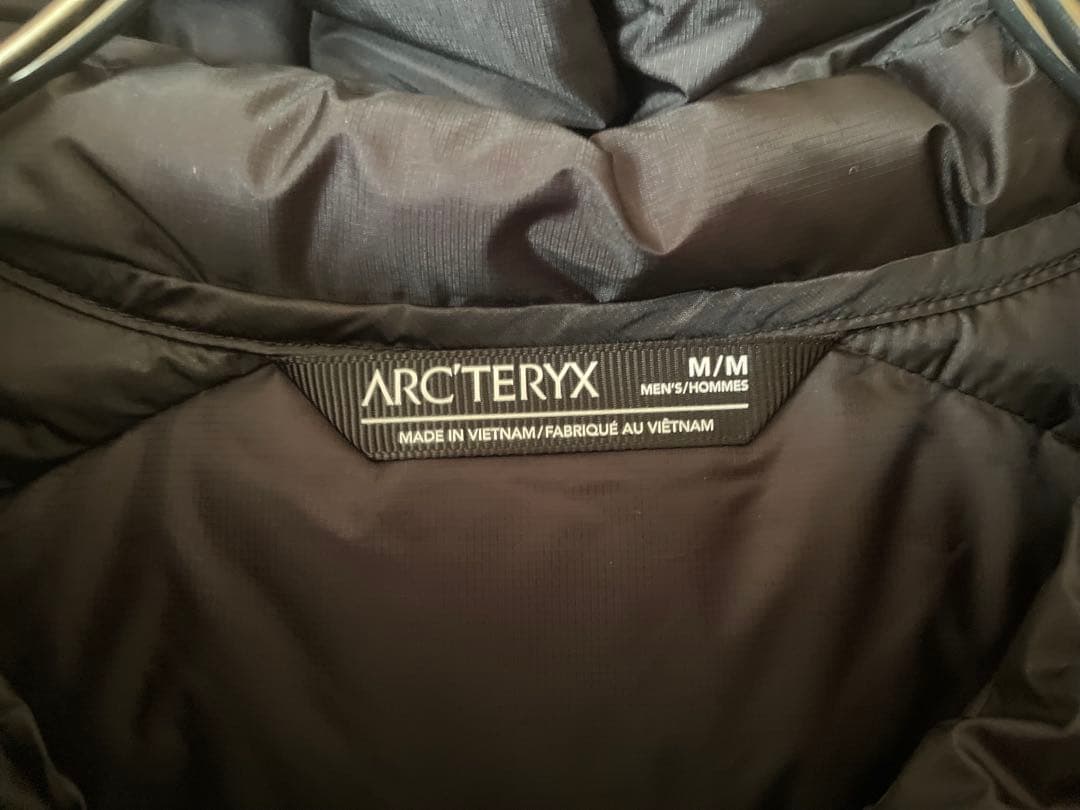 ARC'TERYX
M/M
MEN'S/HOMMES
MADE IN VIETNAM/FABRIQUÉ AU VIÊTNAM